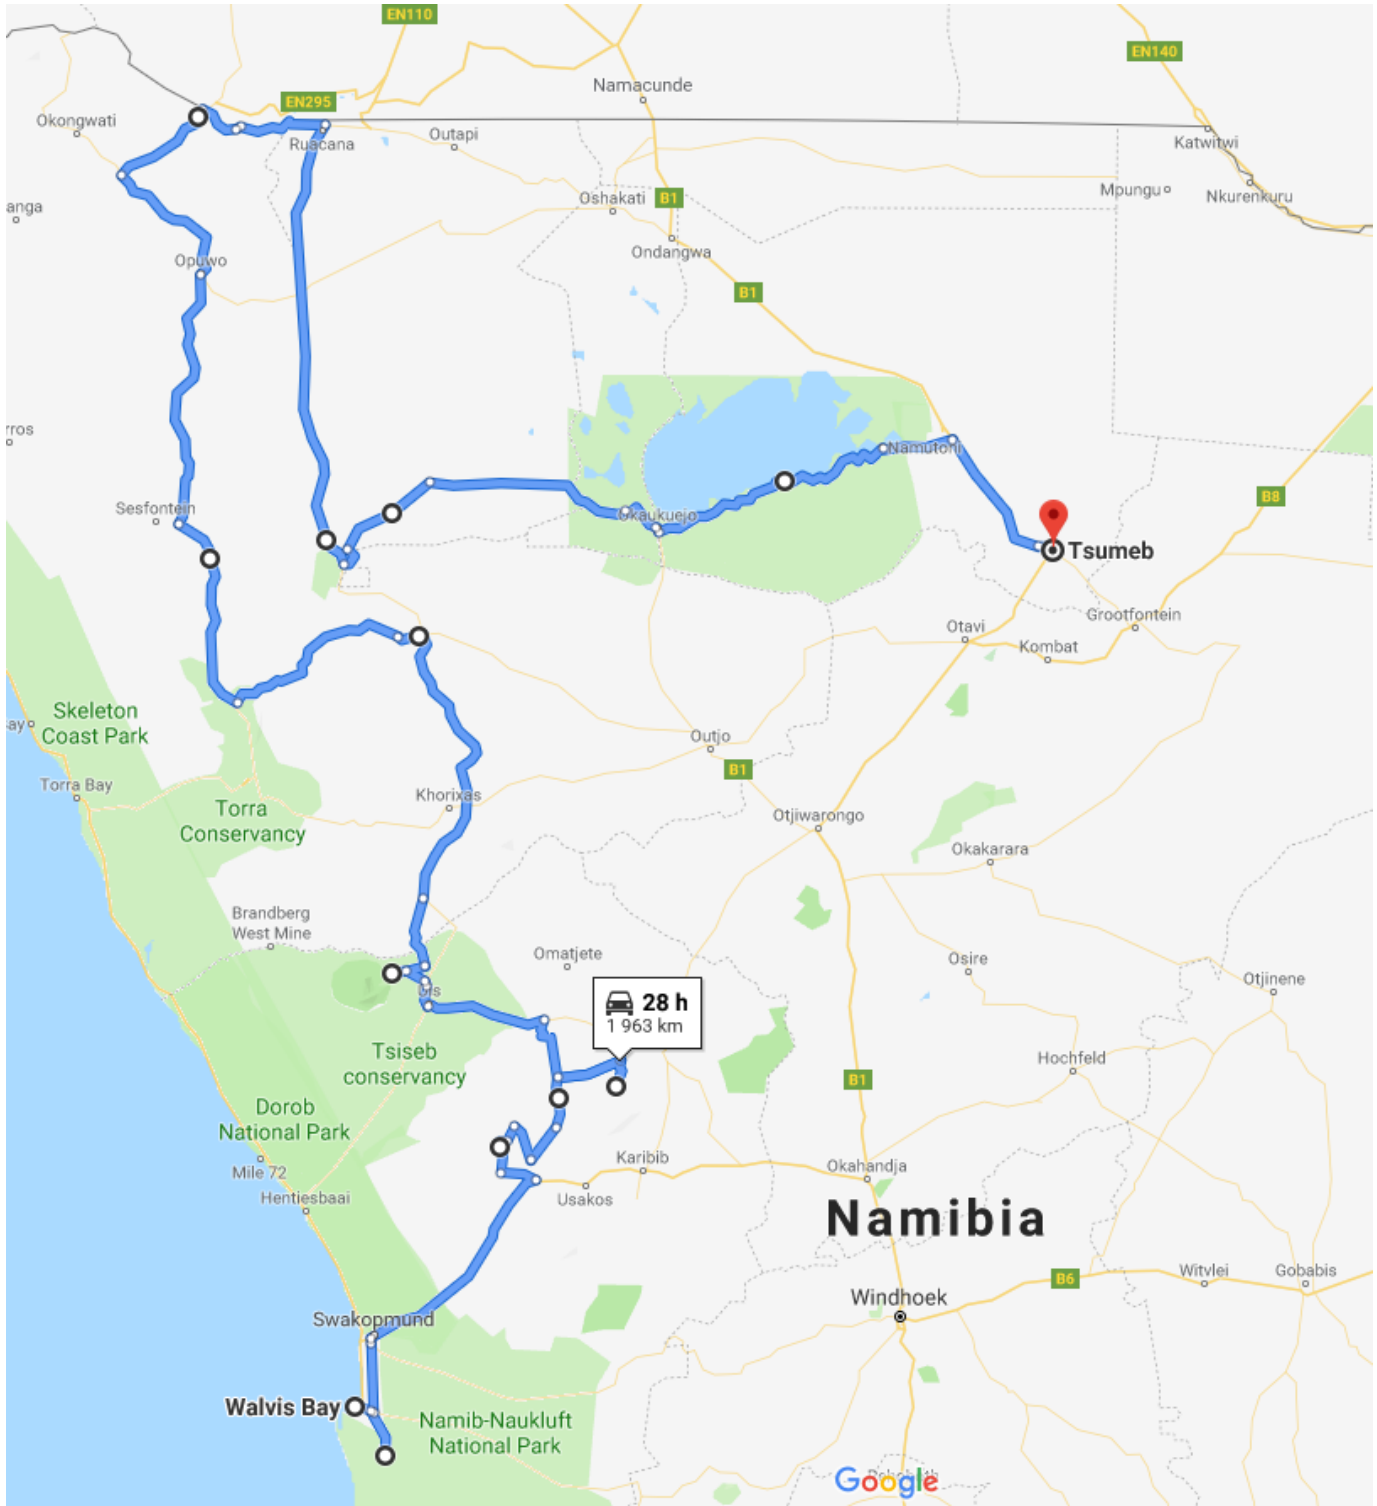 EN110
EN140
Namacunde
EN295
Okongwati
Ruacana
Outapi
Katwitwi
Mpungu
Nkurenkuru
Oshakati
B1
anga
Ondangwa
Opuwo
B1
rros
Namutoni
Sesfontein
Okaukuejo
B8
Tsumeb
Grootfontein
Otavi
Kombat
Skeleton
Coast Park
ay
Outjo
B1
Torra Bay
Khorixas
Torra
Conservancy
Otjiwarongo
Okakarara
Brandberg
West Mine
Omatjete
Osire
Otjinene
Uis
28 h
1 963 km
Tsiseb
conservancy
Hochfeld
B1
Dorob
National Park
Mile 72
Karibib
Okahandja
Hentiesbaai
Usakos
Namibia
B6
Witvlei
Gobabis
Windhoek
Swakopmund
Walvis Bay
Namib-Naukluft
National Park
Google